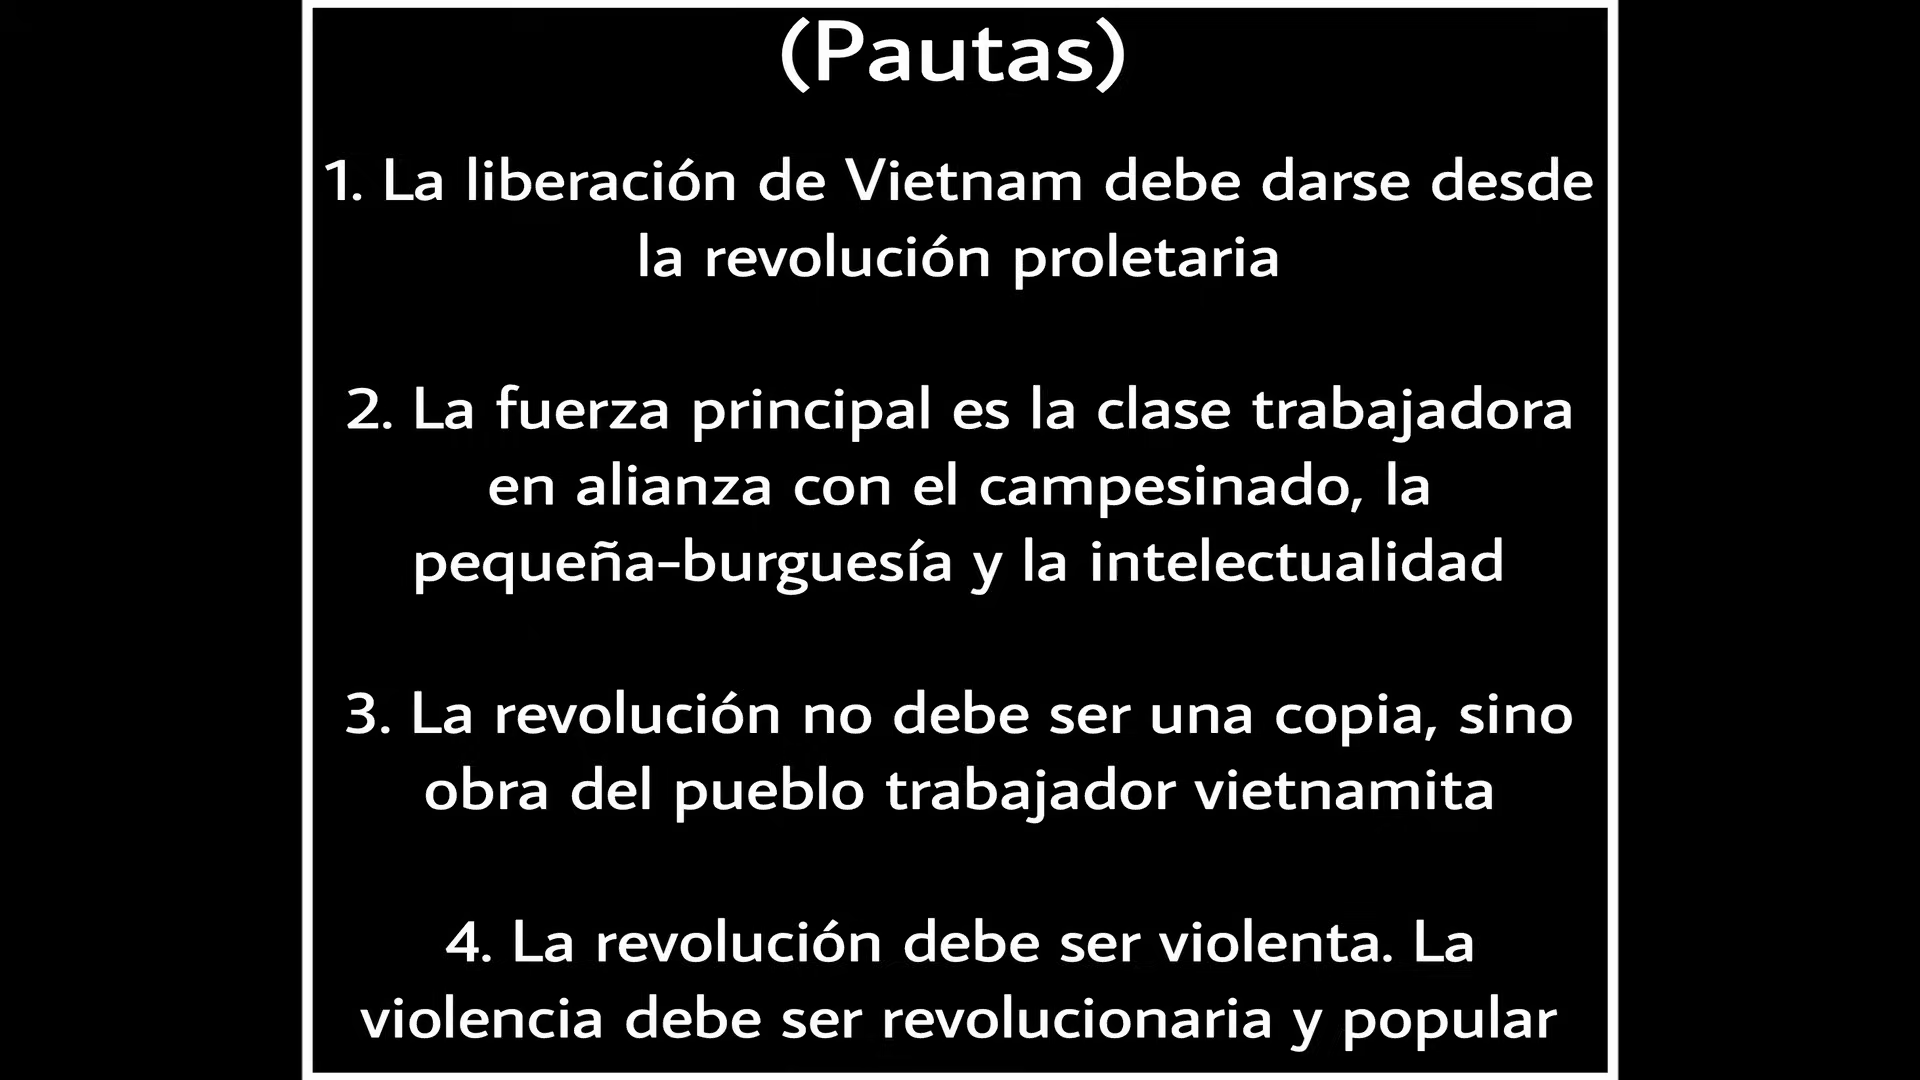 (Pautas)
1. La liberación de Vietnam debe darse desde
la revolución proletaria
2. La fuerza principal es la clase trabajadora
en alianza con el campesinado, la
pequeña-burguesía y la intelectualidad
3. La revolución no debe ser una copia, sino
obra del pueblo trabajador vietnamita
4. La revolución debe ser violenta. La
violencia debe ser revolucionaria y popular